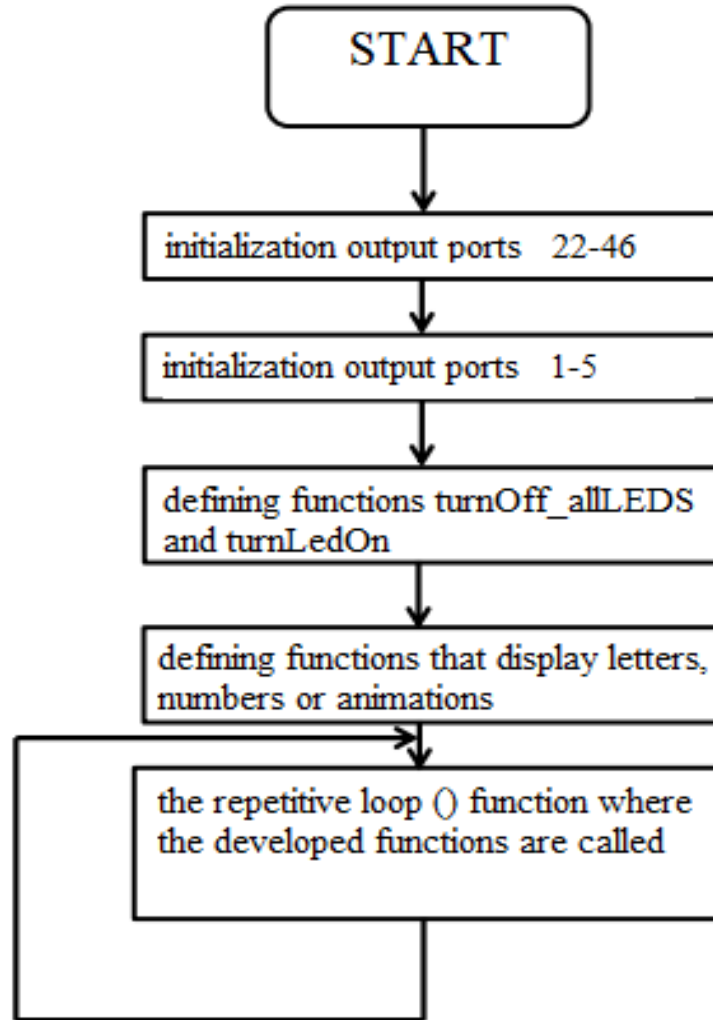 START
initialization output ports 22-46
initialization output ports 1-5
defining functions turnOff_allLEDS
and turnLedOn
defining functions that display letters,
numbers or animations
the repetitive loop () function where
the developed functions are called